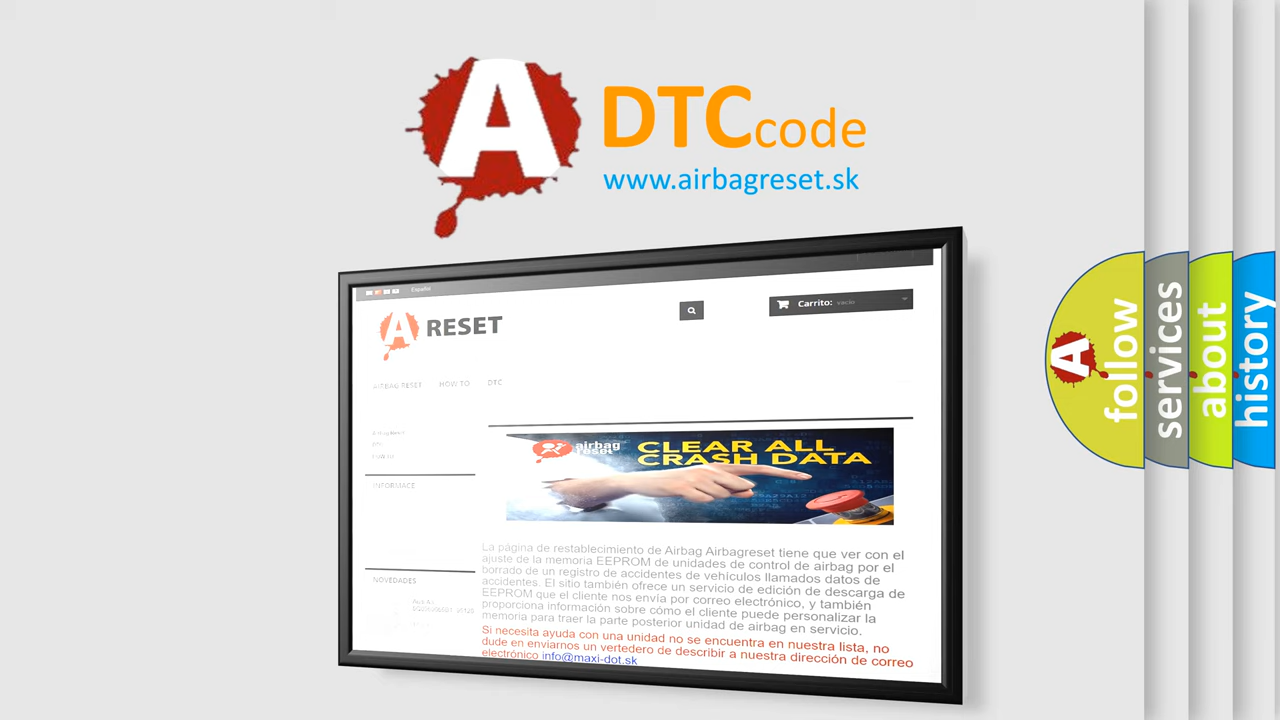 A
DTCcode
www.airbagreset.sk
Español
A RESET
Carrito: vacío
AIRBAG RESET HOW TO DTC
INFORMACE
NOVEDADES
airbag reset
CLEAR ALL
CRASH DATA
La página de restablecimiento de Airbag Airbagreset tiene que ver con el
ajuste de la memoria EEPROM de unidades de control de airbag por el
borrado de un registro de accidentes de vehículos llamados datos de
accidentes. El sitio también ofrece un servicio de edición de descarga de
EEPROM que el cliente nos envía por correo electrónico, y también
proporciona información sobre cómo el cliente puede personalizar la
memoria para traer la parte posterior unidad de airbag en servicio.
Si necesita ayuda con una unidad no se encuentra en nuestra lista, no
dude en enviarnos un vertedero de describir a nuestra dirección de correo
electrónico info@maxi-dot.sk
A
follow
services
about
history